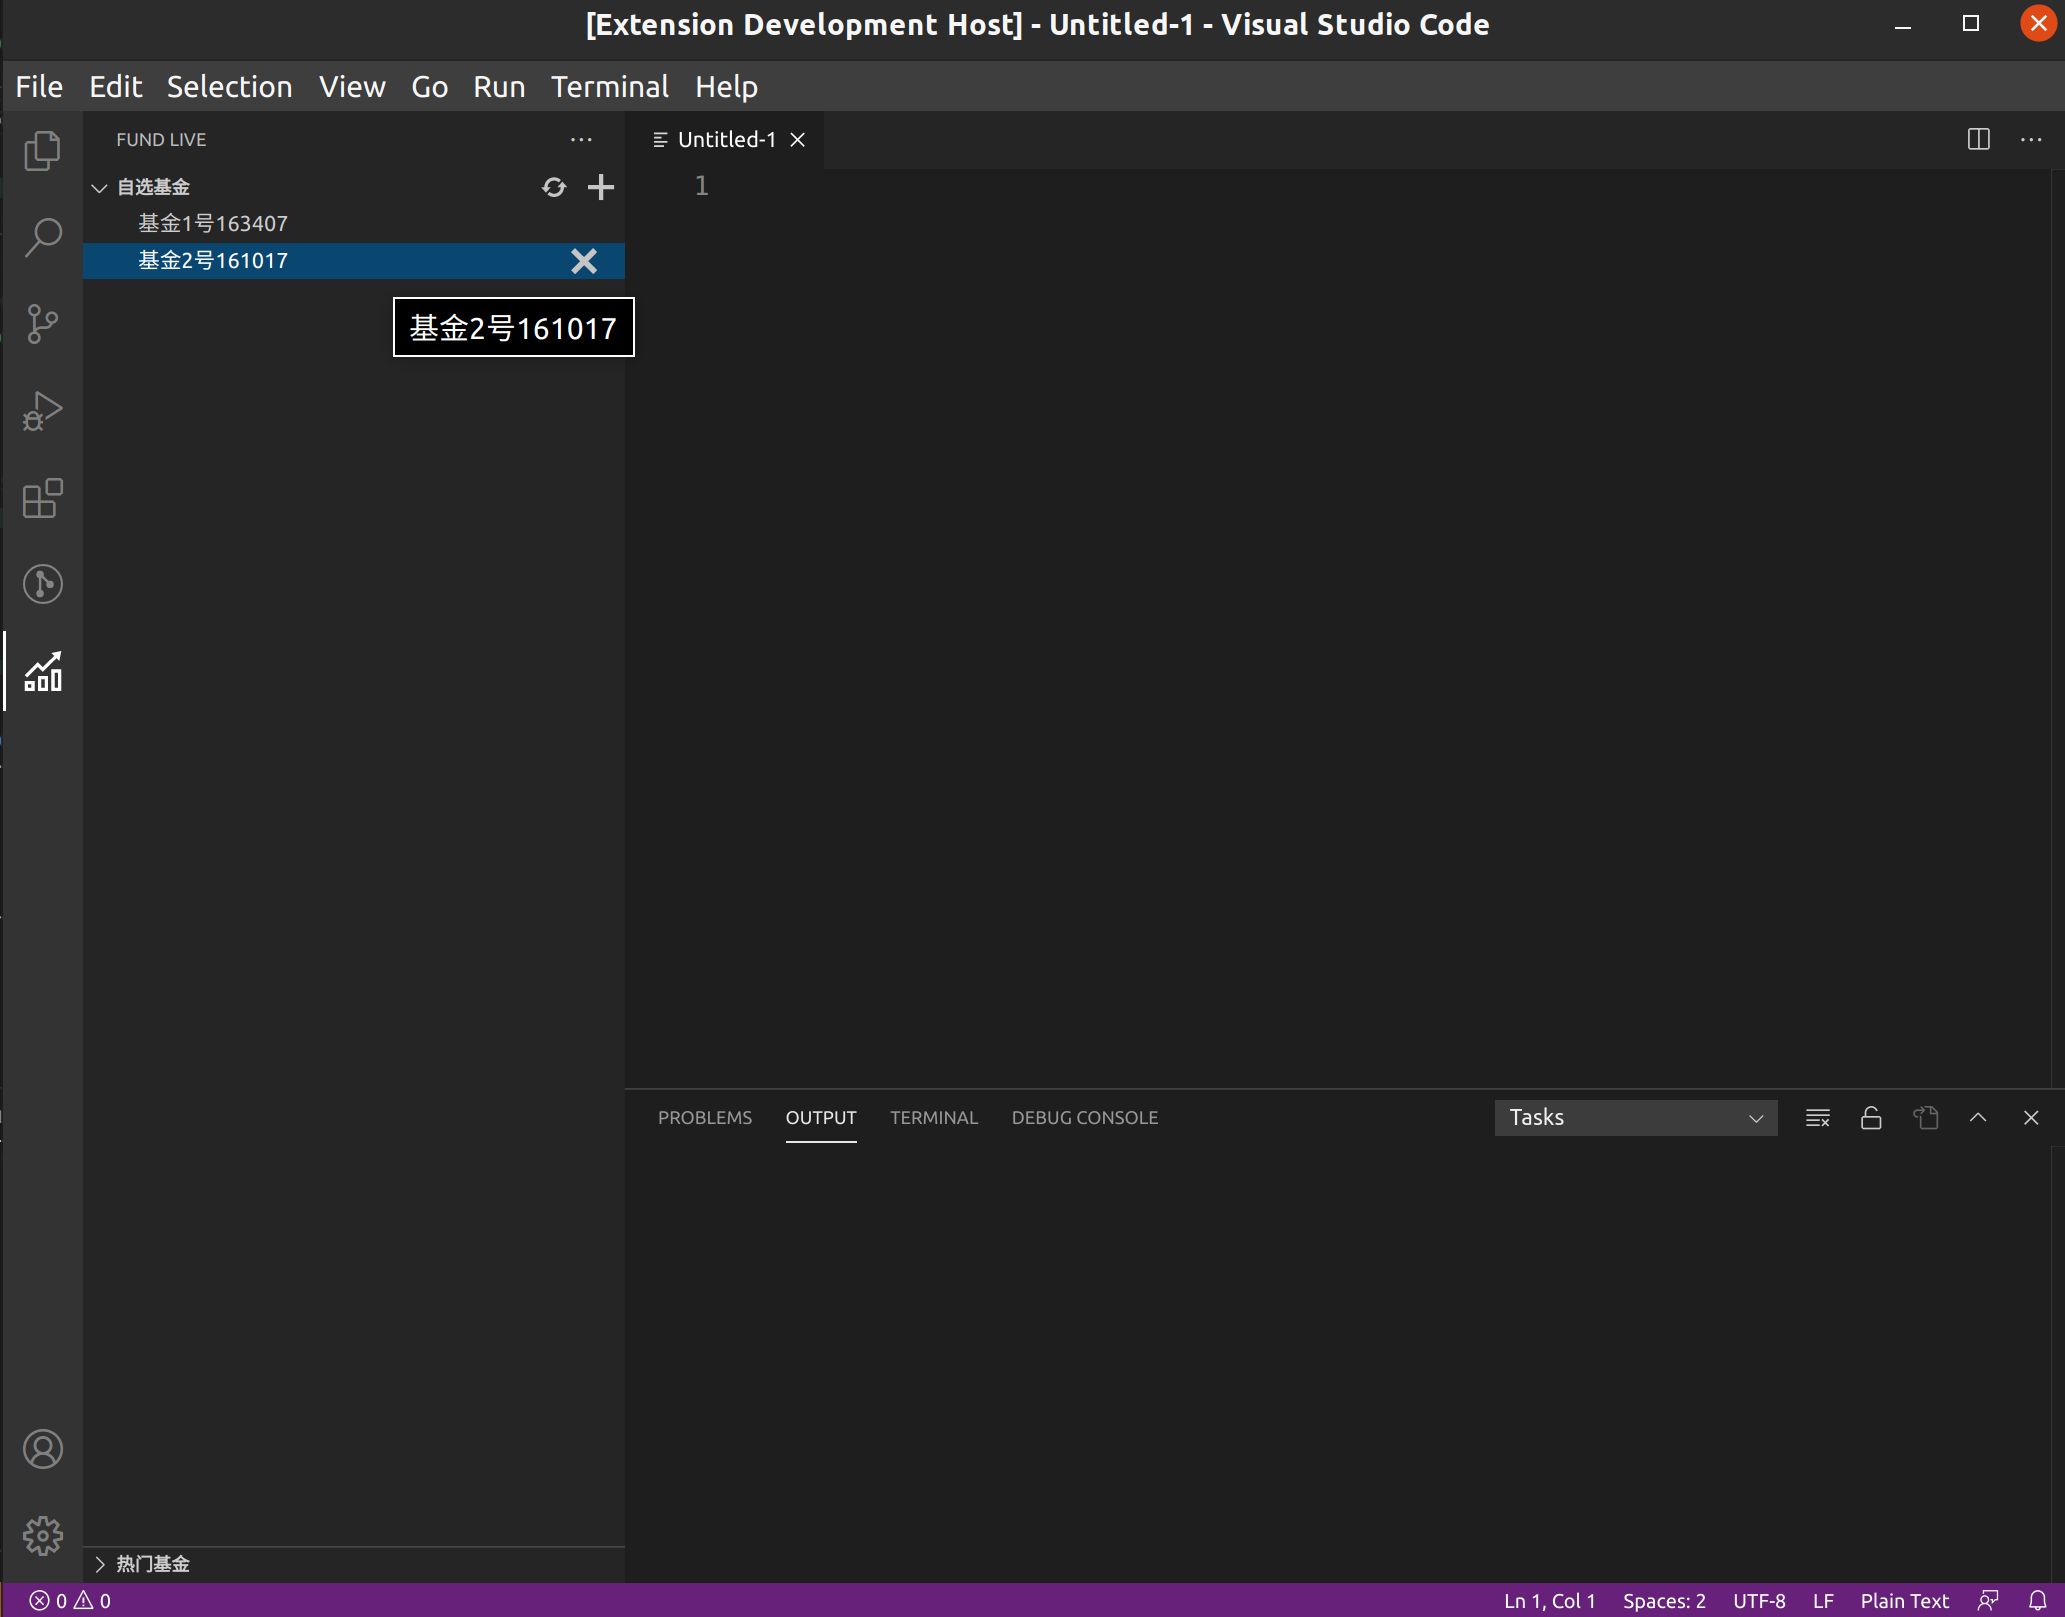 [Extension Development Host] - Untitled-1 - Visual Studio Code
File Edit Selection View Go Run Terminal Help
FUND LIVE
自选基金
基金1号163407
基金2号161017
基金2号161017
热门基金
Untitled-1
1
PROBLEMS OUTPUT TERMINAL DEBUG CONSOLE Tasks
0 0 Ln 1, Col 1 Spaces: 2 UTF-8 LF Plain Text